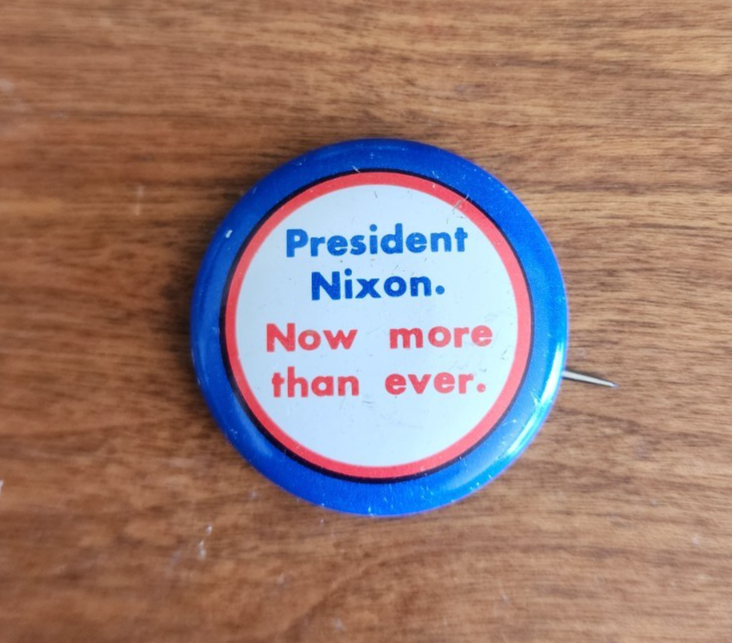 President
Nixon.
Now more
than ever.